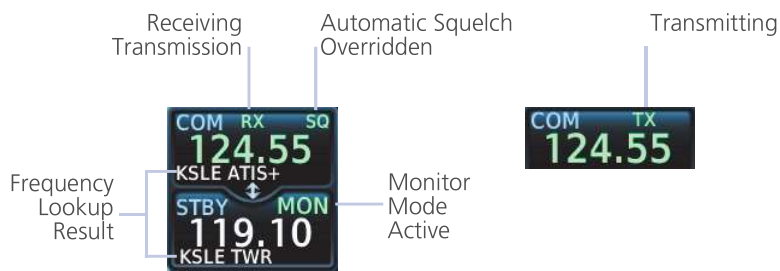 Receiving
Transmission
Automatic Squelch
Overridden
Transmitting
COM RX SQ
124.55
KSLE ATIS+
STBY MON
119.10
KSLE TWR
COM TX
124.55
Frequency
Lookup
Result
Monitor
Mode
Active